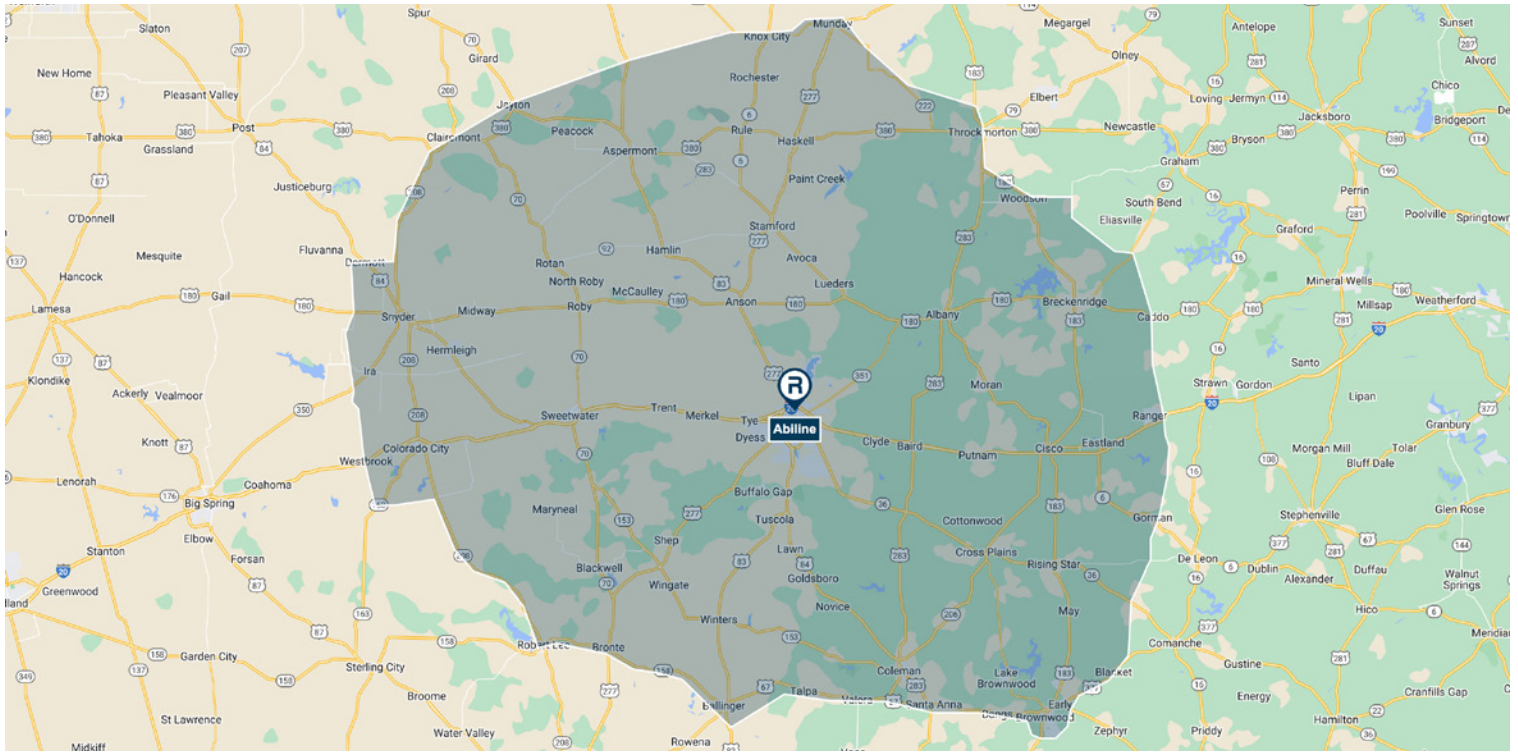 Spur
Slaton
Girard
Knox City
Munday
Megargel
Antelope
Sunset
Alvord
New Home
Pleasant Valley
Rochester
Olney
Chico
Jayton
Elbert
Loving
Jermyn
Jacksboro
Bridgeport
Tahoka
Post
Clairemont
Peacock
Rule
Haskell
Throckmorton
Newcastle
Bryson
Grassland
Aspermont
Graham
Justiceburg
Paint Creek
Woodson
South Bend
Perrin
O'Donnell
Eliasville
Poolville
Springtown
Fluvanna
Stamford
Graford
Mesquite
Dermott
Hamlin
Avoca
Hancock
Rotan
North Roby
McCaulley
Lueders
Mineral Wells
Lamesa
Gail
Roby
Anson
Breckenridge
Millsap
Weatherford
Snyder
Midway
Albany
Caddo
Hermleigh
Santo
Ira
Klondike
Ackerly
Vealmoor
Moran
Strawn
Gordon
Lipan
Sweetwater
Trent
Merkel
Tye
Abiline
Ranger
Granbury
Knott
Colorado City
Dyess
Clyde
Baird
Putnam
Cisco
Eastland
Morgan Mill
Tolar
Bluff Dale
Westbrook
Lenorah
Coahoma
Big Spring
Buffalo Gap
Maryneal
Tuscola
Cottonwood
Gorman
Stephenville
Glen Rose
Elbow
Stanton
Forsan
Shep
Lawn
Cross Plains
Rising Star
De Leon
Dublin
Duffau
Walnut
Springs
Greenwood
Blackwell
Wingate
Goldsboro
Alexander
Novice
May
Hico
Winters
Garden City
Sterling City
Robert Lee
Bronte
Comanche
Coleman
Lake
Brownwood
Blanket
Gustine
Broome
Talpa
Valera
Santa Anna
Early
Energy
Cranfills Gap
St Lawrence
Ballinger
Bangs
Brownwood
Zephyr
Priddy
Hamilton
Water Valley
Rowena
Midkiff